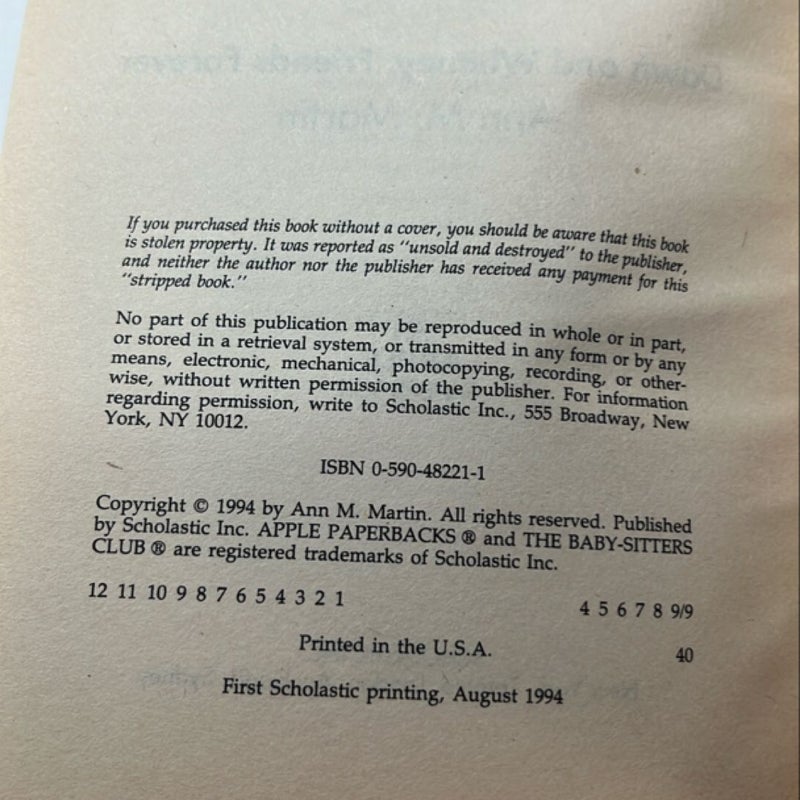 If you purchased this book without a cover, you should be aware that this book
is stolen property. It was reported as "unsold and destroyed" to the publisher,
and neither the author nor the publisher has received any payment for this
"stripped book."
No part of this publication may be reproduced in whole or in part,
or stored in a retrieval system, or transmitted in any form or by any
means, electronic, mechanical, photocopying, recording, or other-
wise, without written permission of the publisher. For information
regarding permission, write to Scholastic Inc., 555 Broadway, New
York, NY 10012.
ISBN 0-590-48221-1
Copyright © 1994 by Ann M. Martin. All rights reserved. Published
by Scholastic Inc. APPLE PAPERBACKS ® and THE BABY-SITTERS
CLUB ® are registered trademarks of Scholastic Inc.
12 11 10 9 8 7 6 5 4 3 2 1 4 5 6 7 8 9/9
Printed in the U.S.A. 40
First Scholastic printing, August 1994